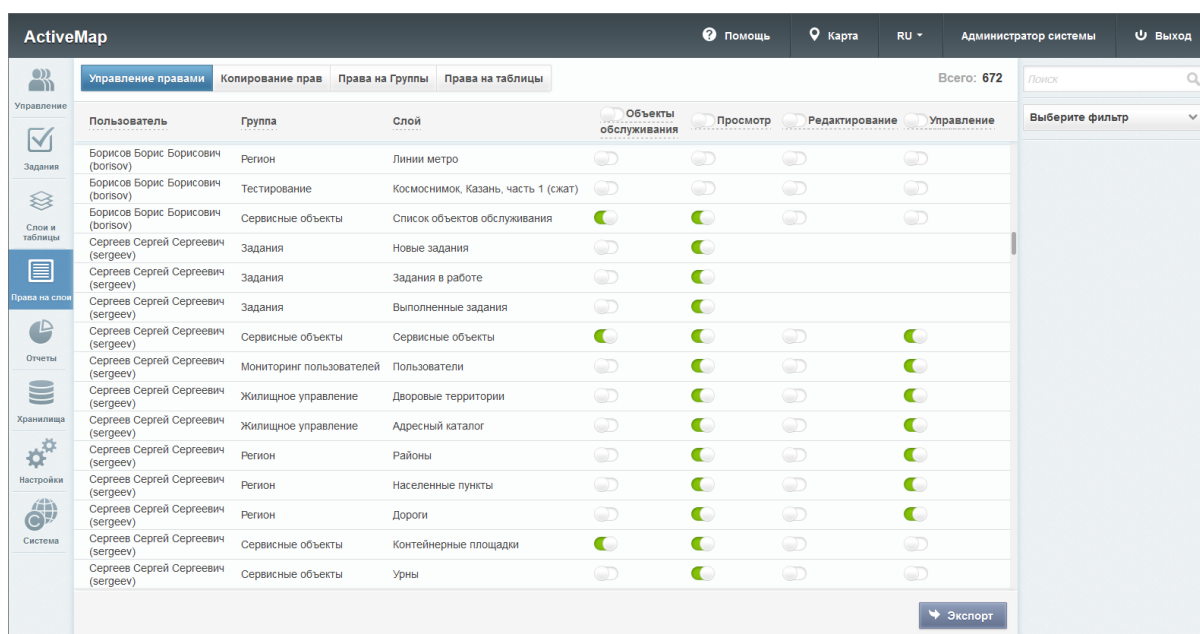 ActiveMap
Помощь
Карта
RU
Администратор системы
Выход
Управление
Задания
Слои и
таблицы
Права на слои
Отчеты
Хранилища
Настройки
Система
Управление правами Копирование прав Права на Группы Права на таблицы
Всего: 672
Поиск
Выберите фильтр
Пользователь Группа Слой Объекты обслуживания Просмотр Редактирование Управление
Борисов Борис Борисович
(borisov) Регион Линии метро
Борисов Борис Борисович
(borisov) Тестирование Космоснимок, Казань, часть 1 (сжат)
Борисов Борис Борисович
(borisov) Сервисные объекты Список объектов обслуживания
Сергеев Сергей Сергеевич
(sergeev) Задания Новые задания
Сергеев Сергей Сергеевич
(sergeev) Задания Задания в работе
Сергеев Сергей Сергеевич
(sergeev) Задания Выполненные задания
Сергеев Сергей Сергеевич
(sergeev) Сервисные объекты Сервисные объекты
Сергеев Сергей Сергеевич
(sergeev) Мониторинг пользователей Пользователи
Сергеев Сергей Сергеевич
(sergeev) Жилищное управление Дворовые территории
Сергеев Сергей Сергеевич
(sergeev) Жилищное управление Адресный каталог
Сергеев Сергей Сергеевич
(sergeev) Регион Районы
Сергеев Сергей Сергеевич
(sergeev) Регион Населенные пункты
Сергеев Сергей Сергеевич
(sergeev) Регион Дороги
Сергеев Сергей Сергеевич
(sergeev) Сервисные объекты Контейнерные площадки
Сергеев Сергей Сергеевич
(sergeev) Сервисные объекты Урны
Экспорт